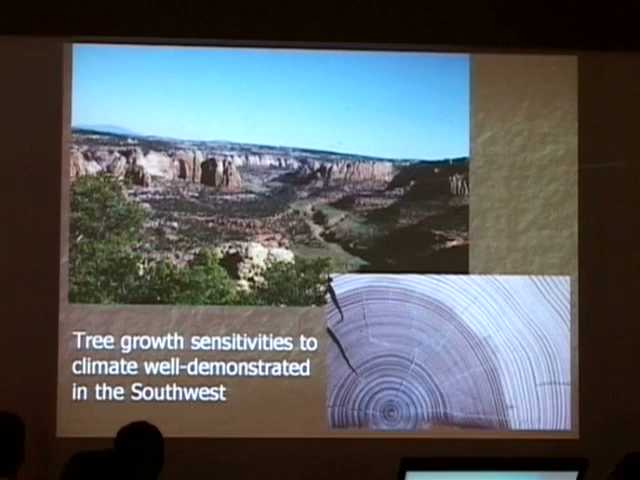 Tree growth sensitivities to
climate well-demonstrated
in the Southwest